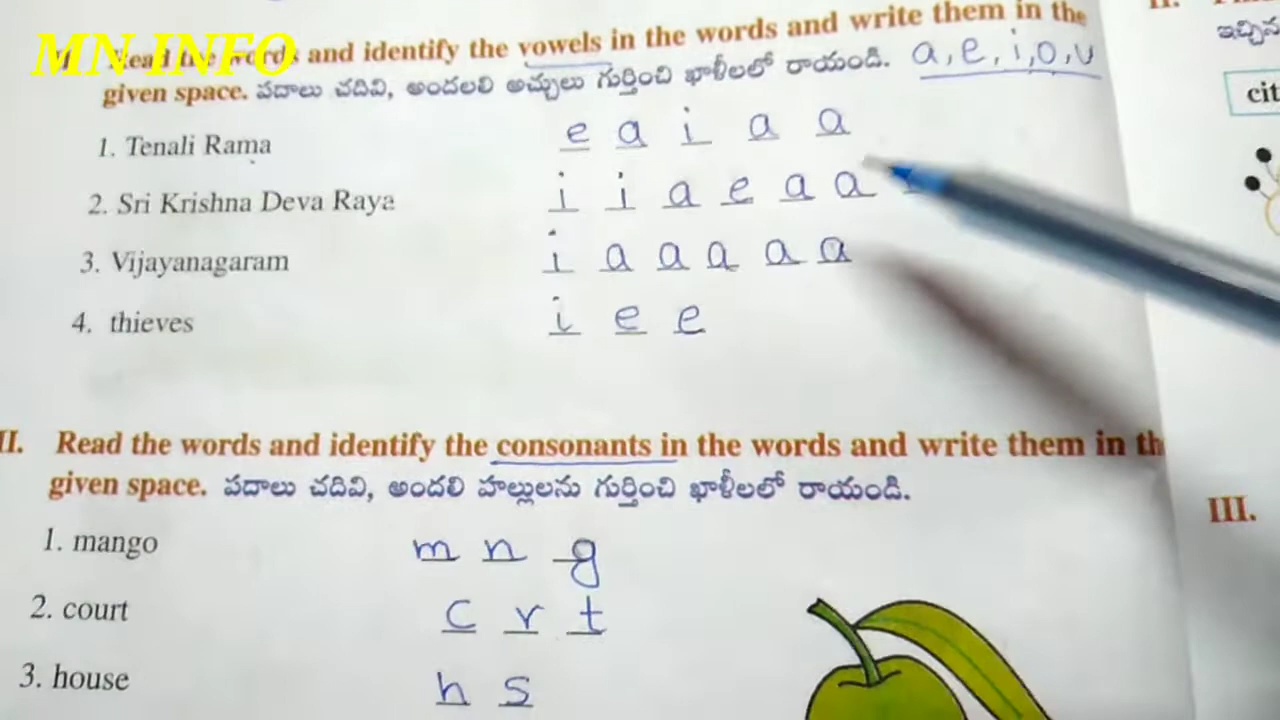 MN INFO
Read the words and identify the vowels in the words and write them in the
given space. పదాలు చదివి, అందలలి అచ్చులు గుర్తించి ఖాళీలలో రాయండి. a, e, i, o, u
1. Tenali Rama e a i a a
2. Sri Krishna Deva Raya i i a e a a
3. Vijayanagaram i a a a a a
4. thieves i e e
II. Read the words and identify the consonants in the words and write them in th
given space. పదాలు చదివి, అందలి హల్లులను గుర్తించి ఖాళీలలో రాయండి.
1. mango m n g
2. court c r t
3. house h s
II.
ఇచ్చిన
cit
III.